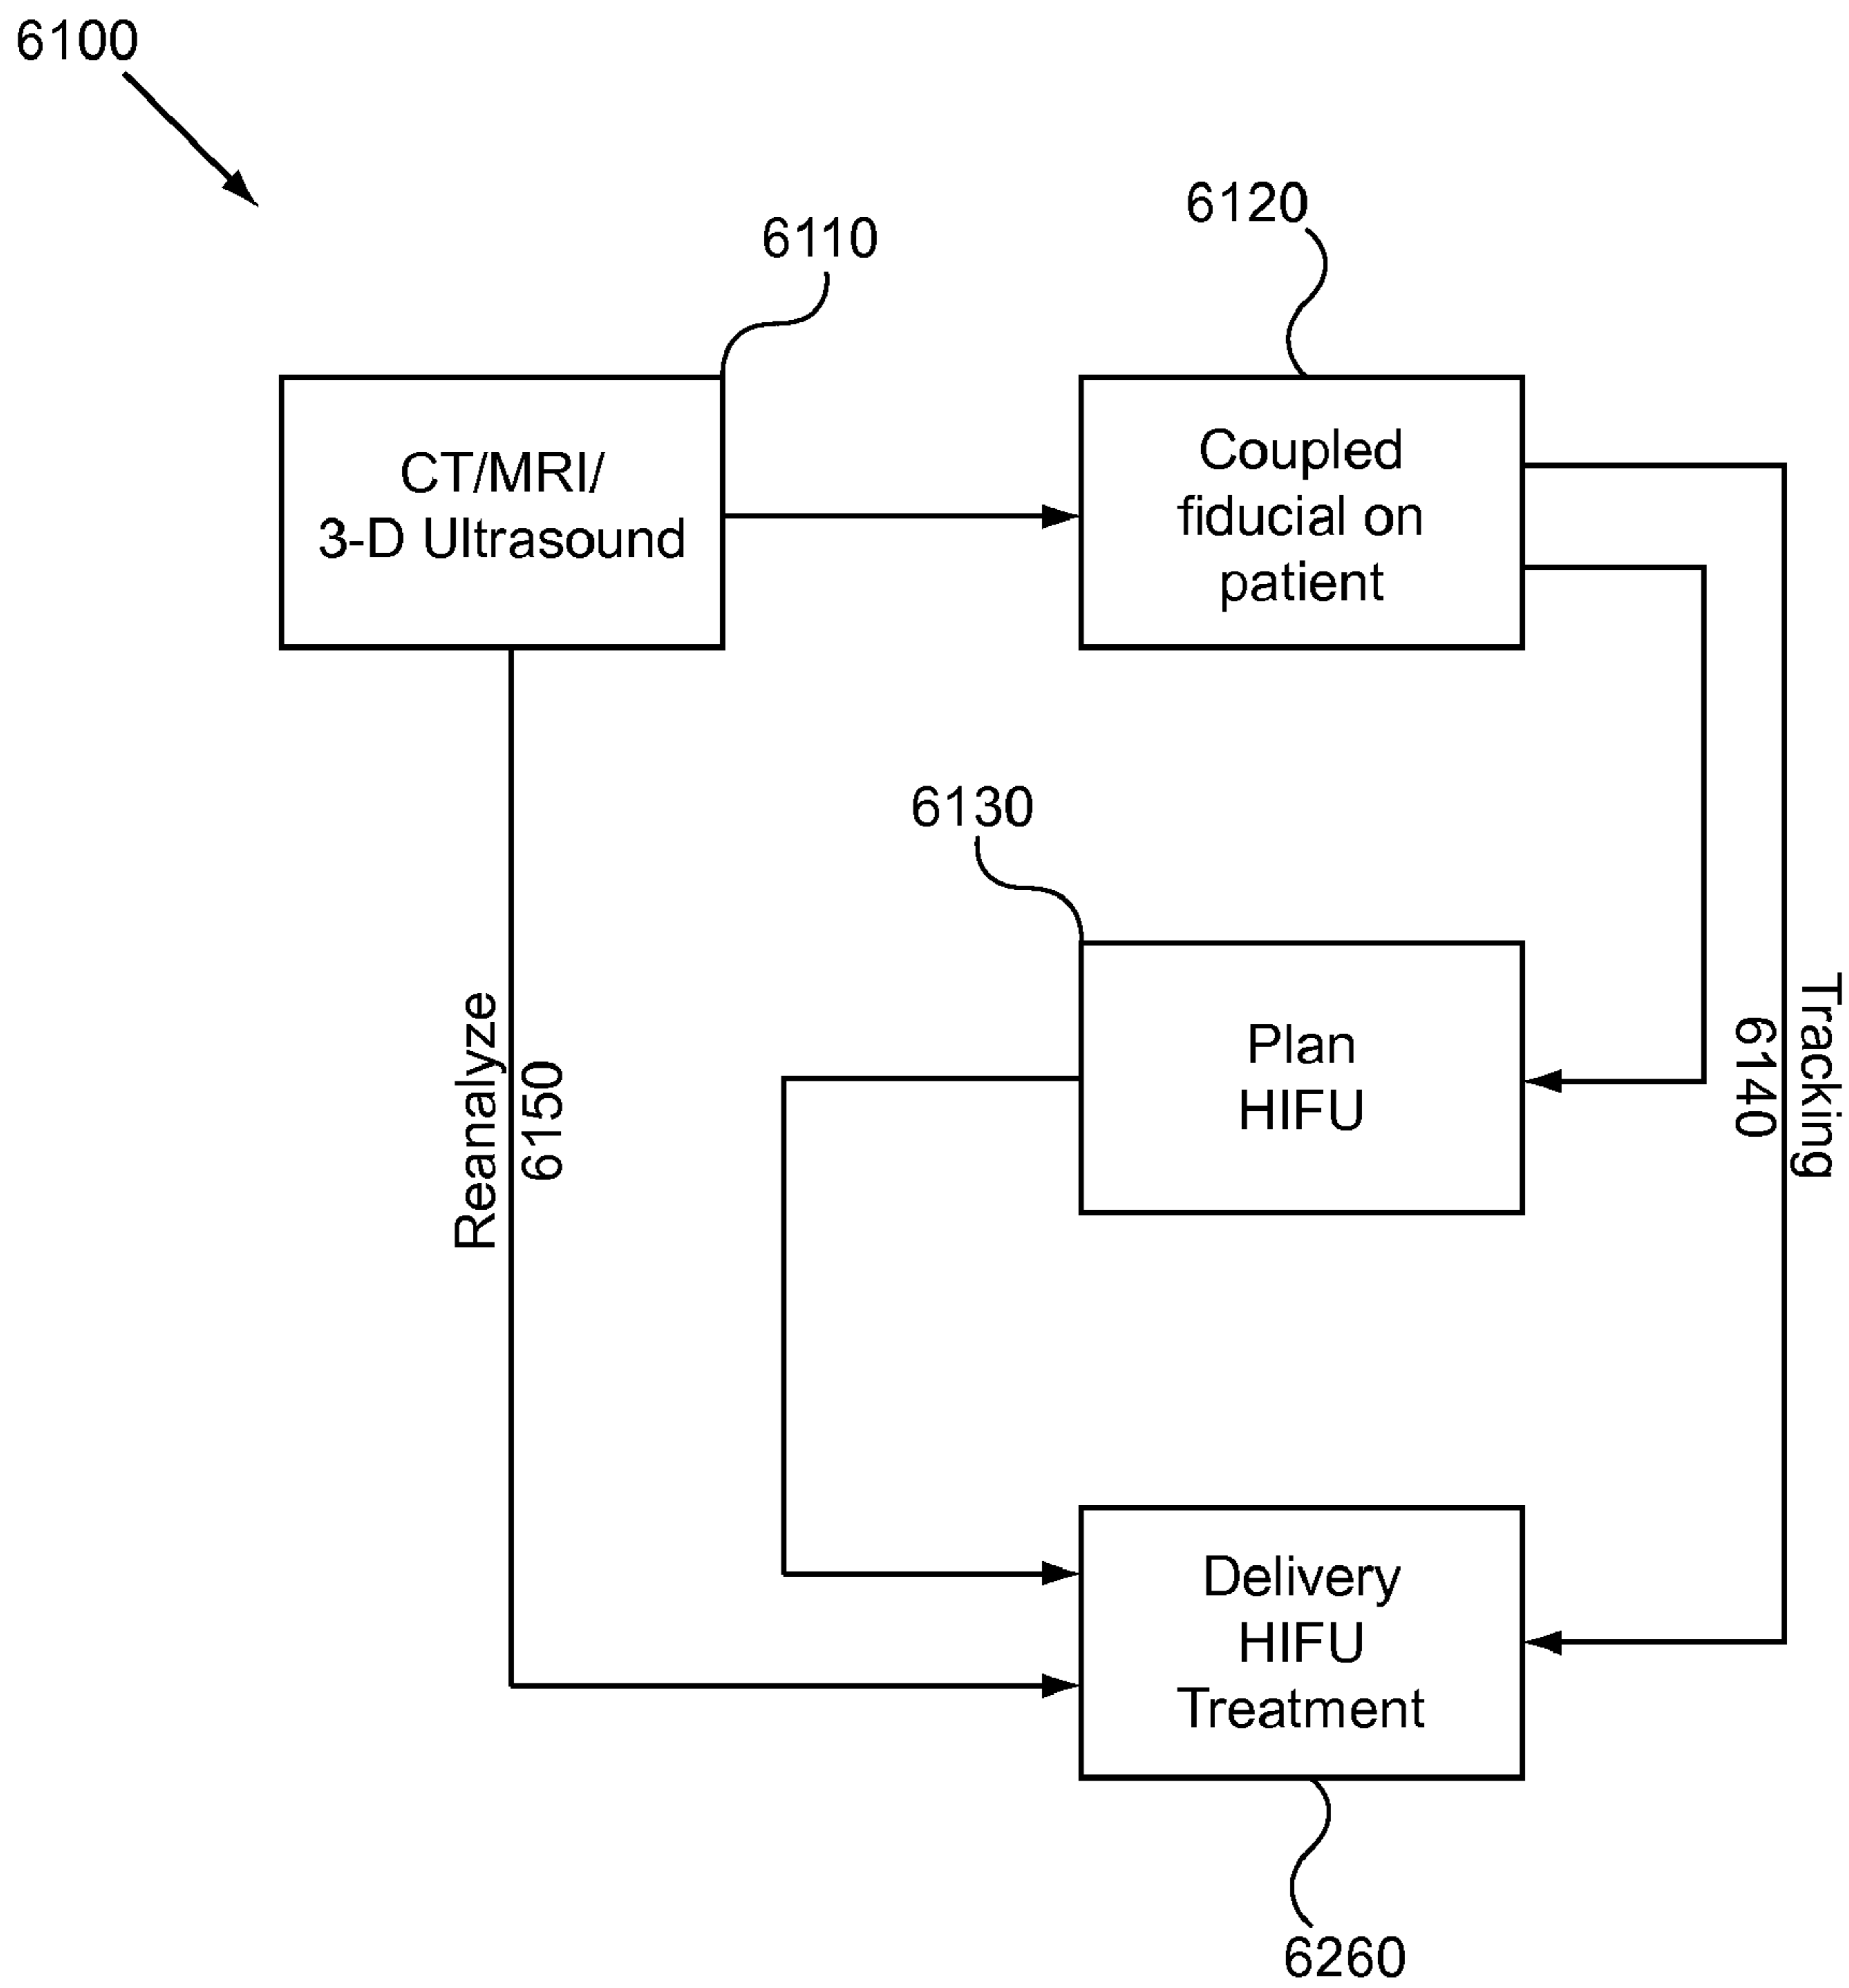 6100
6110
6120
CT/MRI/
3-D Ultrasound
Coupled
fiducial on
patient
6130
Plan
HIFU
Reanalyze
6150
Tracking
6140
Delivery
HIFU
Treatment
6260